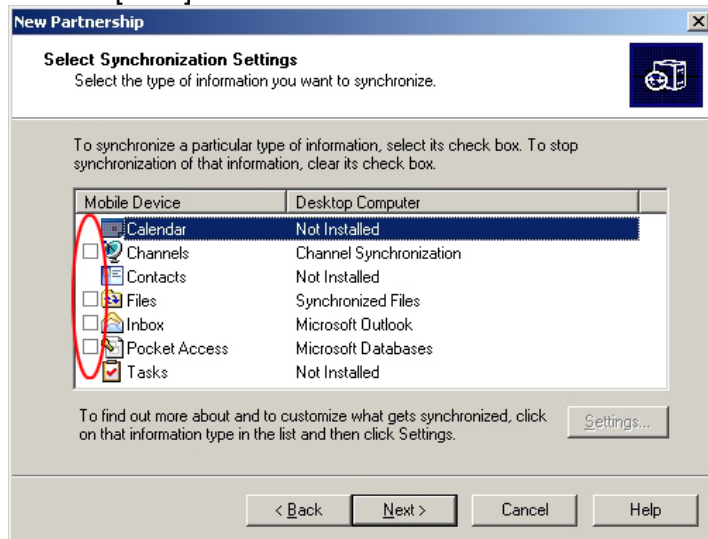 New Partnership
Select Synchronization Settings
Select the type of information you want to synchronize.
To synchronize a particular type of information, select its check box. To stop
synchronization of that information, clear its check box.
Mobile Device Desktop Computer
Calendar Not Installed
Channels Channel Synchronization
Contacts Not Installed
Files Synchronized Files
Inbox Microsoft Outlook
Pocket Access Microsoft Databases
Tasks Not Installed
To find out more about and to customize what gets synchronized, click
on that information type in the list and then click Settings.
Settings...
< Back Next > Cancel Help